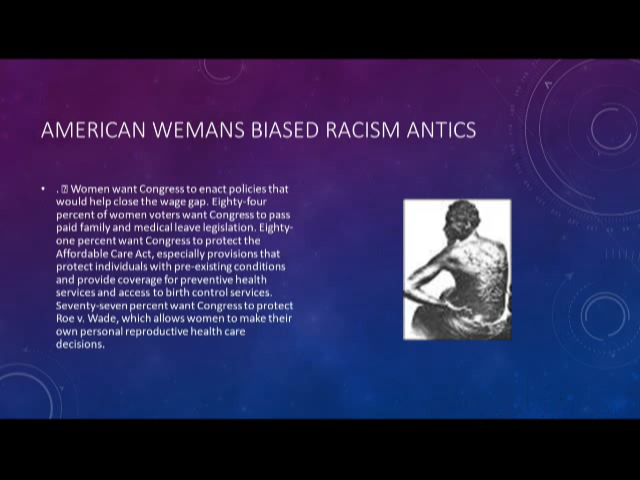 AMERICAN WEMANS BIASED RACISM ANTICS
• . ⍰ Women want Congress to enact policies that
would help close the wage gap. Eighty-four
percent of women voters want Congress to pass
paid family and medical leave legislation. Eighty-
one percent want Congress to protect the
Affordable Care Act, especially provisions that
protect individuals with pre-existing conditions
and provide coverage for preventive health
services and access to birth control services.
Seventy-seven percent want Congress to protect
Roe v. Wade, which allows women to make their
own personal reproductive health care
decisions.